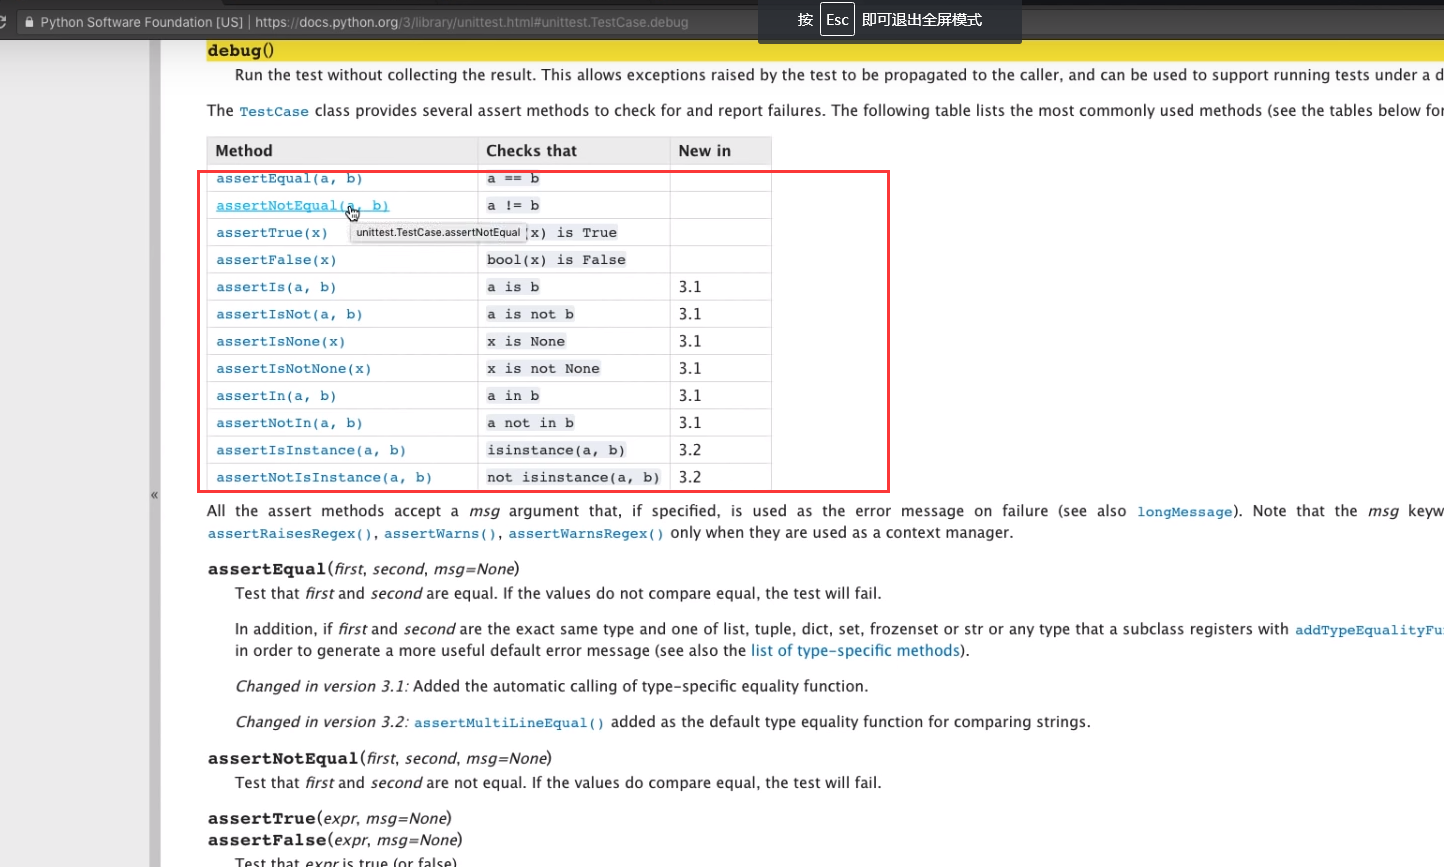 Python Software Foundation [US] | https://docs.python.org/3/library/unittest.html#unittest.TestCase.debug
按 Esc 即可退出全屏模式
debug()
Run the test without collecting the result. This allows exceptions raised by the test to be propagated to the caller, and can be used to support running tests under a d
The TestCase class provides several assert methods to check for and report failures. The following table lists the most commonly used methods (see the tables below for
Method Checks that New in
assertEqual(a, b) a == b
assertNotEqual(a, b) a != b
assertTrue(x) (x) is True
unittest.TestCase.assertNotEqual
assertFalse(x) bool(x) is False
assertIs(a, b) a is b 3.1
assertIsNot(a, b) a is not b 3.1
assertIsNone(x) x is None 3.1
assertIsNotNone(x) x is not None 3.1
assertIn(a, b) a in b 3.1
assertNotIn(a, b) a not in b 3.1
assertIsInstance(a, b) isinstance(a, b) 3.2
assertNotIsInstance(a, b) not isinstance(a, b) 3.2
«
All the assert methods accept a msg argument that, if specified, is used as the error message on failure (see also longMessage). Note that the msg keyw
assertRaisesRegex(), assertWarns(), assertWarnsRegex() only when they are used as a context manager.
assertEqual(first, second, msg=None)
Test that first and second are equal. If the values do not compare equal, the test will fail.
In addition, if first and second are the exact same type and one of list, tuple, dict, set, frozenset or str or any type that a subclass registers with addTypeEqualityFu
in order to generate a more useful default error message (see also the list of type-specific methods).
Changed in version 3.1: Added the automatic calling of type-specific equality function.
Changed in version 3.2: assertMultiLineEqual() added as the default type equality function for comparing strings.
assertNotEqual(first, second, msg=None)
Test that first and second are not equal. If the values do compare equal, the test will fail.
assertTrue(expr, msg=None)
assertFalse(expr, msg=None)
Test that expr is true (or false).